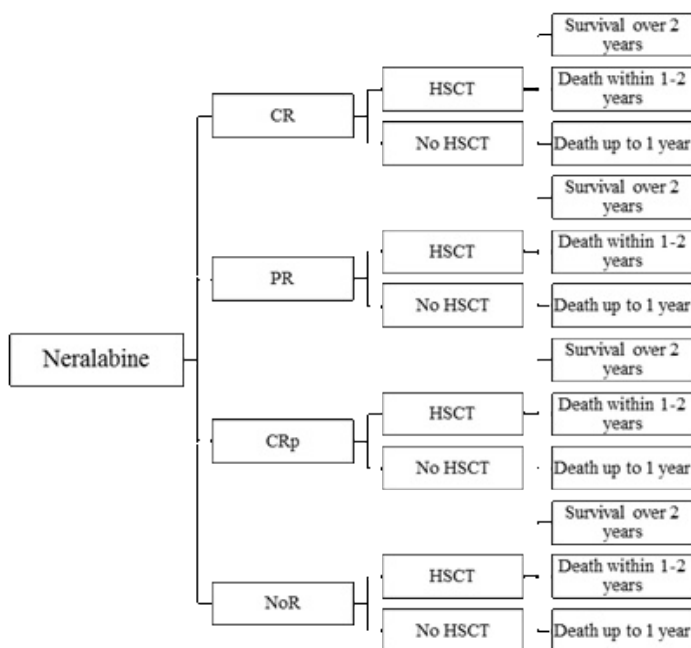 Survival over 2
years
HSCT
Death within 1-2
years
CR
No HSCT
Death up to 1 year
Survival over 2
years
HSCT
Death within 1-2
years
PR
No HSCT
Death up to 1 year
Neralabine
Survival over 2
years
HSCT
Death within 1-2
years
CRp
No HSCT
Death up to 1 year
Survival over 2
years
HSCT
Death within 1-2
years
NoR
No HSCT
Death up to 1 year